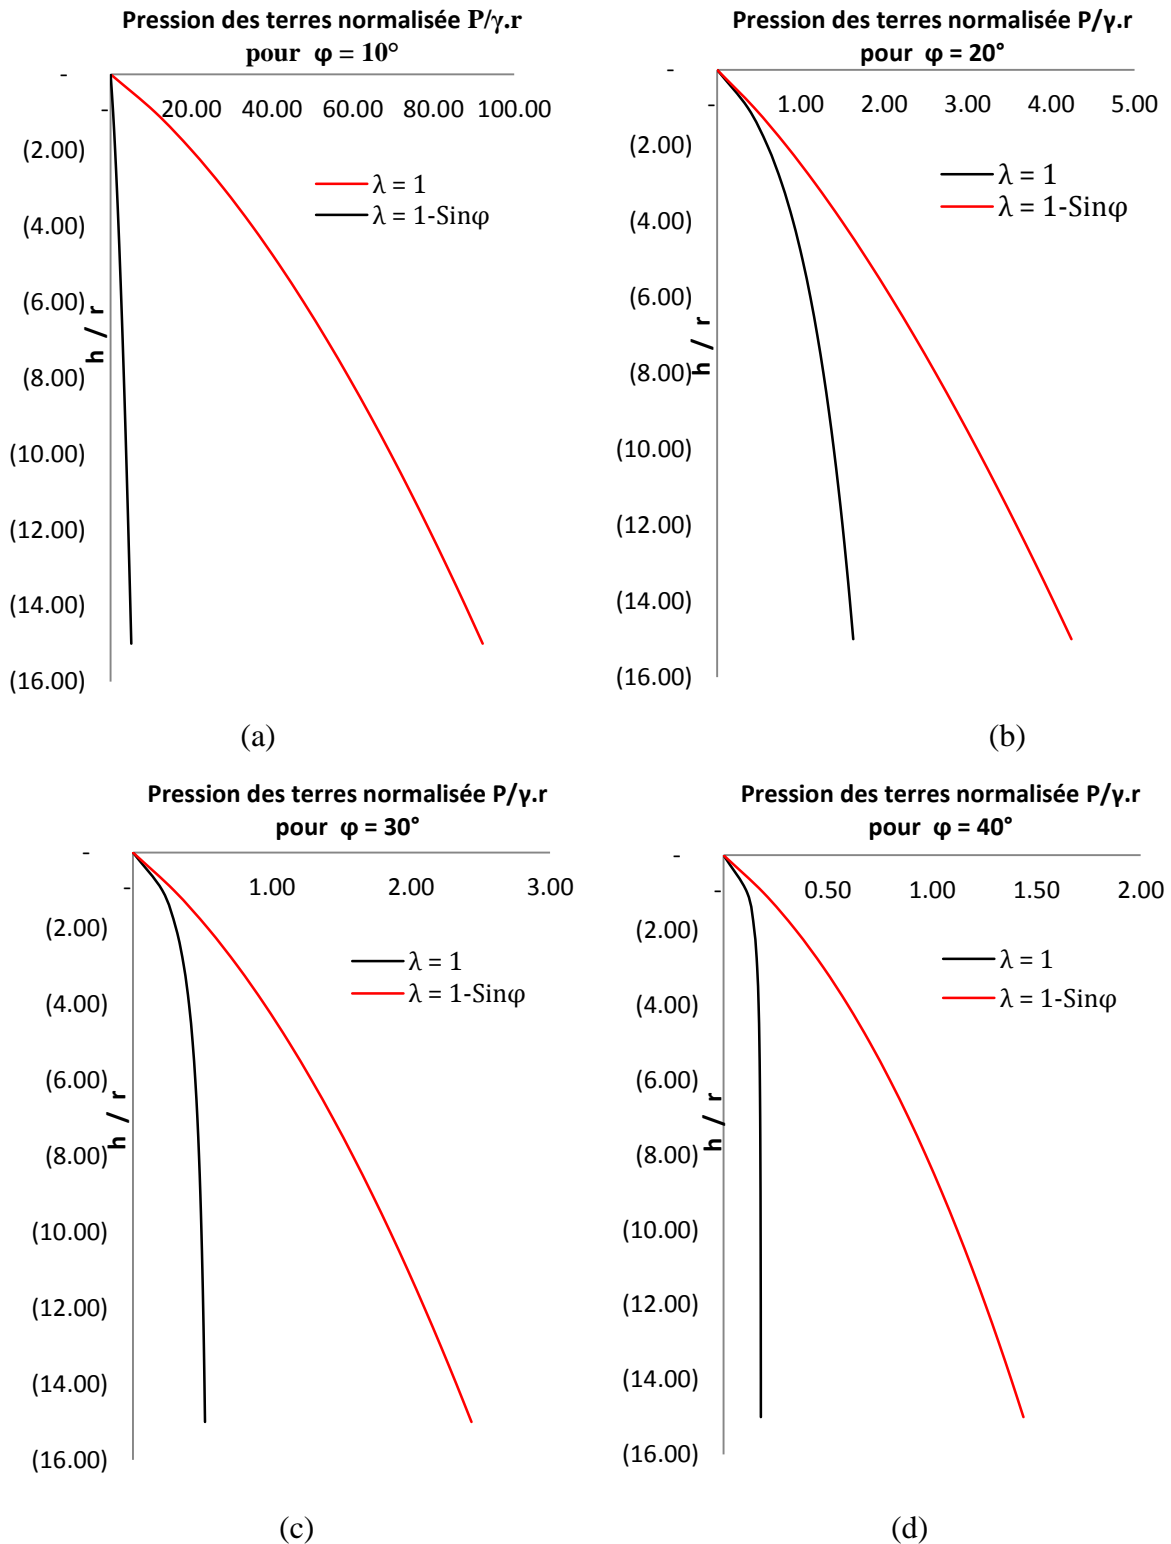 Pression des terres normalisée P/γ.r
pour φ = 10°
-
- 20.00 40.00 60.00 80.00 100.00
(2.00)
λ = 1
λ = 1-Sinφ
(4.00)
(6.00)
h / r
(8.00)
(10.00)
(12.00)
(14.00)
(16.00)
(a)
Pression des terres normalisée P/γ.r
pour φ = 20°
-
- 1.00 2.00 3.00 4.00 5.00
(2.00)
λ = 1
λ = 1-Sinφ
(4.00)
(6.00)
h / r
(8.00)
(10.00)
(12.00)
(14.00)
(16.00)
(b)
Pression des terres normalisée P/γ.r
pour φ = 30°
-
- 1.00 2.00 3.00
(2.00)
λ = 1
λ = 1-Sinφ
(4.00)
(6.00)
h / r
(8.00)
(10.00)
(12.00)
(14.00)
(16.00)
(c)
Pression des terres normalisée P/γ.r
pour φ = 40°
-
- 0.50 1.00 1.50 2.00
(2.00)
λ = 1
λ = 1-Sinφ
(4.00)
(6.00)
h / r
(8.00)
(10.00)
(12.00)
(14.00)
(16.00)
(d)